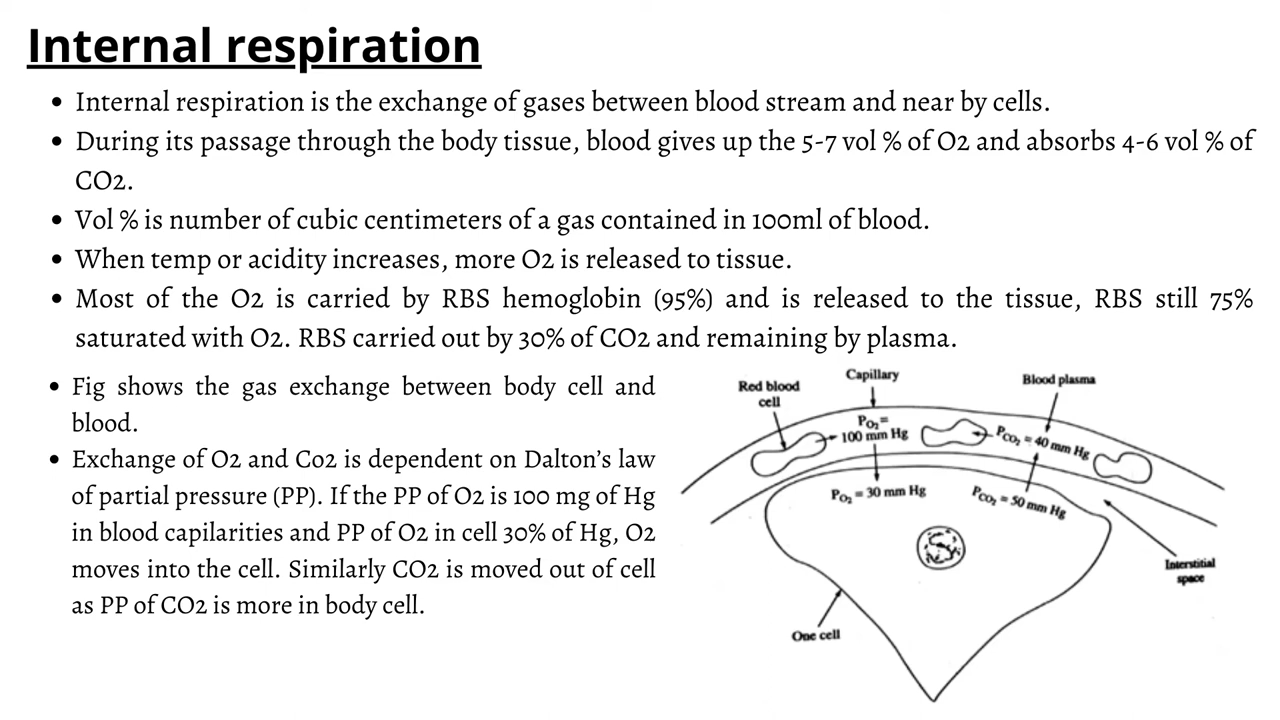 Internal respiration
• Internal respiration is the exchange of gases between blood stream and near by cells.
• During its passage through the body tissue, blood gives up the 5-7 vol % of O2 and absorbs 4-6 vol % of
CO2.
• Vol % is number of cubic centimeters of a gas contained in 100ml of blood.
• When temp or acidity increases, more O2 is released to tissue.
• Most of the O2 is carried by RBS hemoglobin (95%) and is released to the tissue, RBS still 75%
saturated with O2. RBS carried out by 30% of CO2 and remaining by plasma.
• Fig shows the gas exchange between body cell and
blood.
• Exchange of O2 and Co2 is dependent on Dalton's law
of partial pressure (PP). If the PP of O2 is 100 mg of Hg
in blood capilarities and PP of O2 in cell 30% of Hg, O2
moves into the cell. Similarly CO2 is moved out of cell
as PP of CO2 is more in body cell.
Red blood
cell
Capillary
Blood plasma
PO2 =
100 mm Hg
PCO2 = 40 mm Hg
PO2 = 30 mm Hg
PCO2 = 50 mm Hg
Interstitial
space
One cell